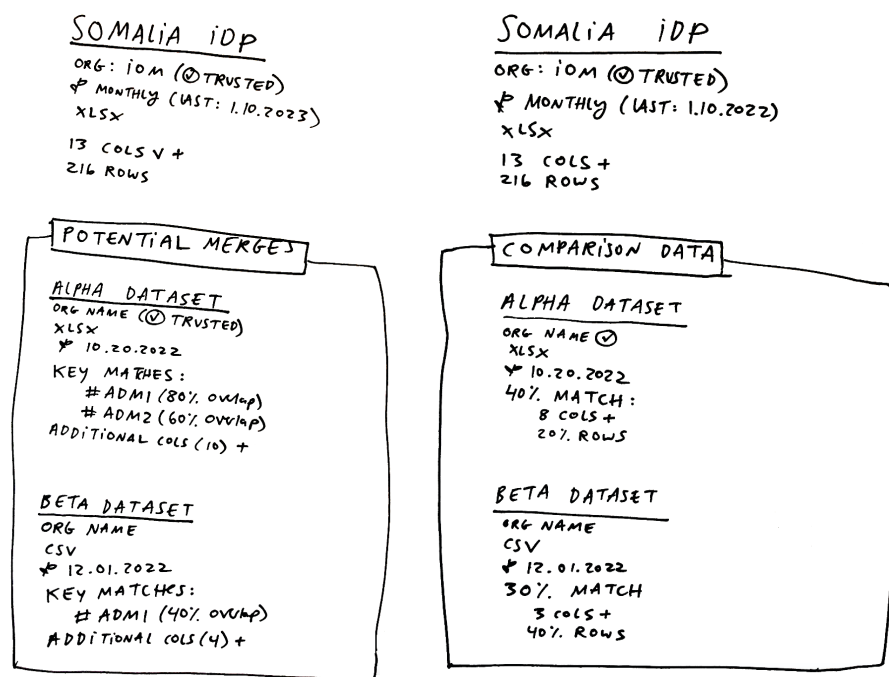 SOMALIA IDP
ORG: IOM (✓ TRUSTED)
MONTHLY (LAST: 1.10.2023)
XLSX
13 COLS V +
216 ROWS
POTENTIAL MERGES
ALPHA DATASET
ORG NAME (✓ TRUSTED)
XLSX
10.20.2022
KEY MATCHES:
# ADM1 (80% overlap)
# ADM2 (60% overlap)
ADDITIONAL COLS (10) +
BETA DATASET
ORG NAME
CSV
12.01.2022
KEY MATCHES:
# ADM1 (40% overlap)
ADDITIONAL COLS (4) +
SOMALIA IDP
ORG: IOM (✓ TRUSTED)
MONTHLY (LAST: 1.10.2022)
XLSX
13 COLS +
216 ROWS
COMPARISON DATA
ALPHA DATASET
ORG NAME ✓
XLSX
10.20.2022
40% MATCH:
8 COLS +
20% ROWS
BETA DATASET
ORG NAME
CSV
12.01.2022
30% MATCH
3 COLS +
40% ROWS